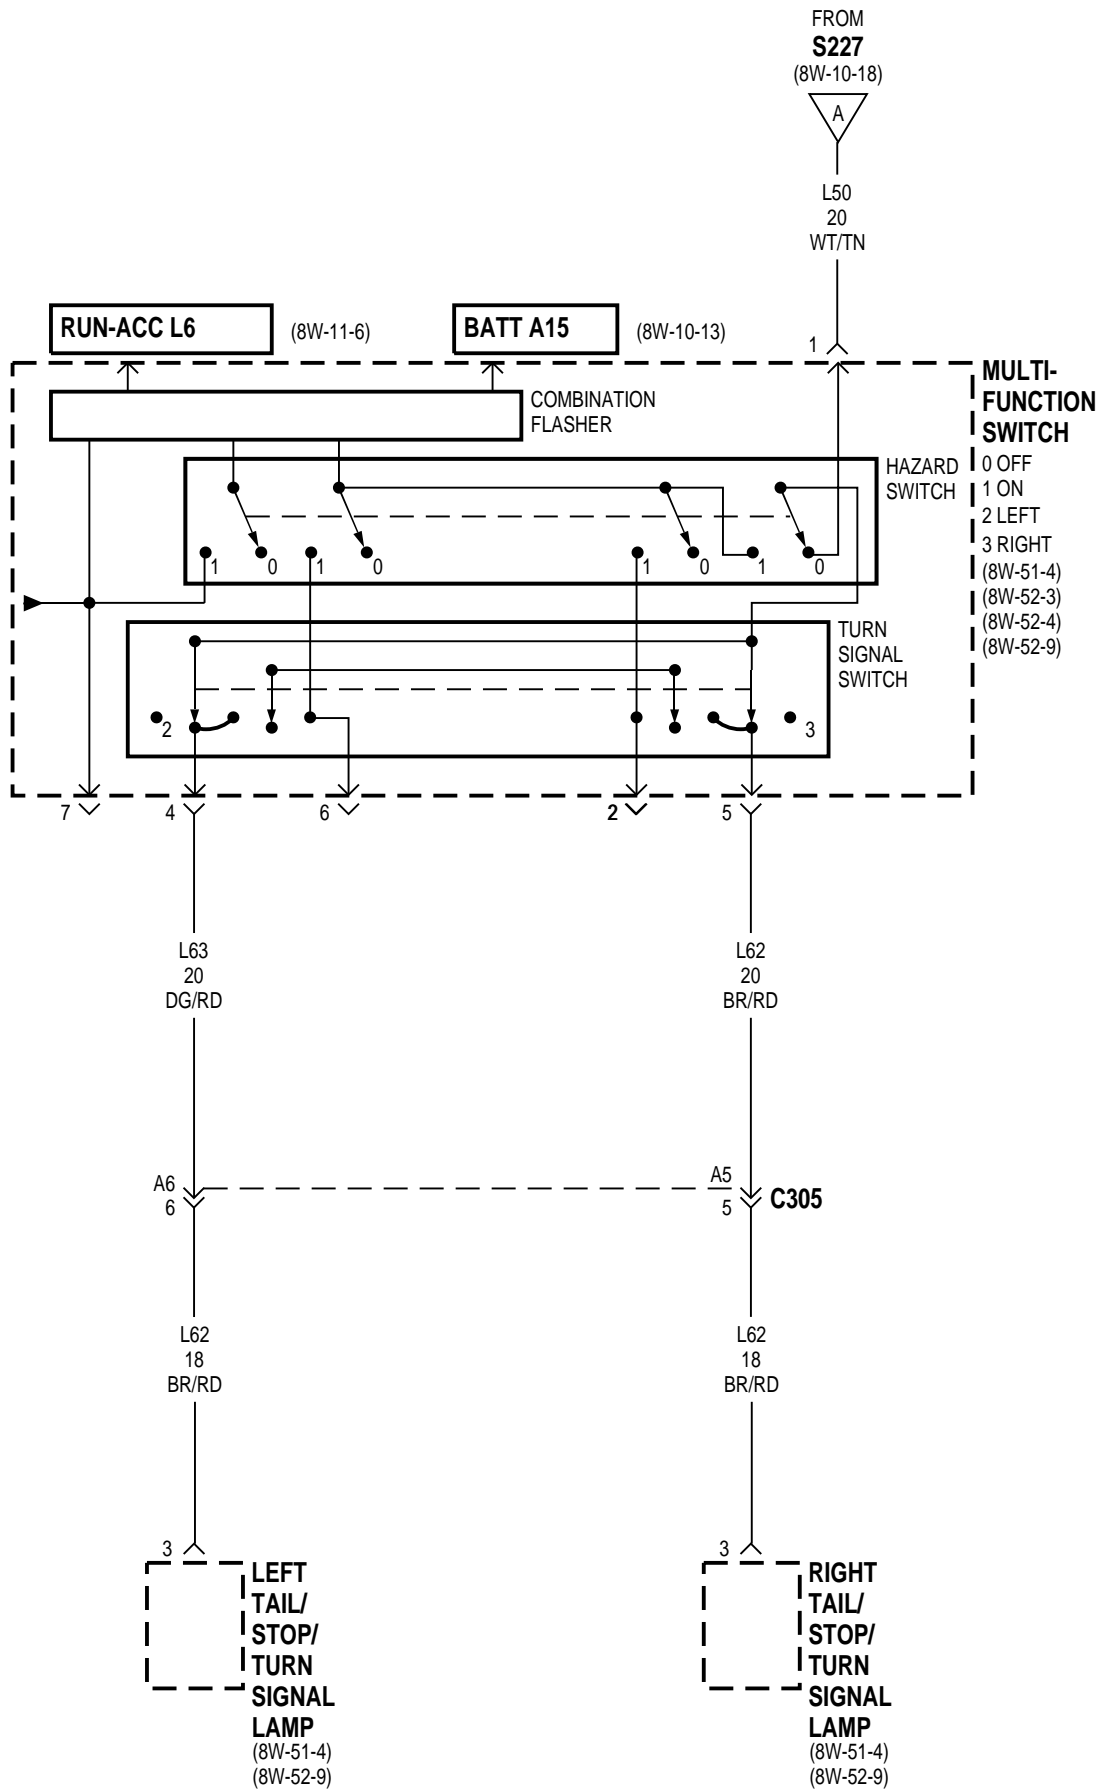 FROM
S227
(8W-10-18)
A
L50
20
WT/TN
RUN-ACC L6
(8W-11-6)
BATT A15
(8W-10-13)
1
MULTI-
FUNCTION
SWITCH
0 OFF
1 ON
2 LEFT
3 RIGHT
(8W-51-4)
(8W-52-3)
(8W-52-4)
(8W-52-9)
COMBINATION
FLASHER
HAZARD
SWITCH
1 0 1 0 1 0 1 0
TURN
SIGNAL
SWITCH
2 3
7 4 6 2 5
L63
20
DG/RD
L62
20
BR/RD
A6
6
A5
5
C305
L62
18
BR/RD
L62
18
BR/RD
3
LEFT
TAIL/
STOP/
TURN
SIGNAL
LAMP
(8W-51-4)
(8W-52-9)
3
RIGHT
TAIL/
STOP/
TURN
SIGNAL
LAMP
(8W-51-4)
(8W-52-9)